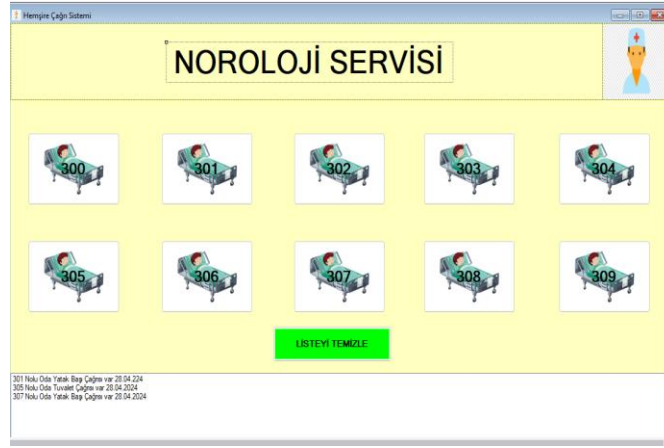 Hemşire Çağrı Sistemi
NOROLOJİ SERVİSİ
300 301 302 303 304
305 306 307 308 309
LİSTEYİ TEMİZLE
301 Nolu Oda Yatak Başı Çağrısı var 28.04.224
305 Nolu Oda Tuvalet Çağrısı var 28.04.2024
307 Nolu Oda Yatak Başı Çağrısı var 28.04.2024